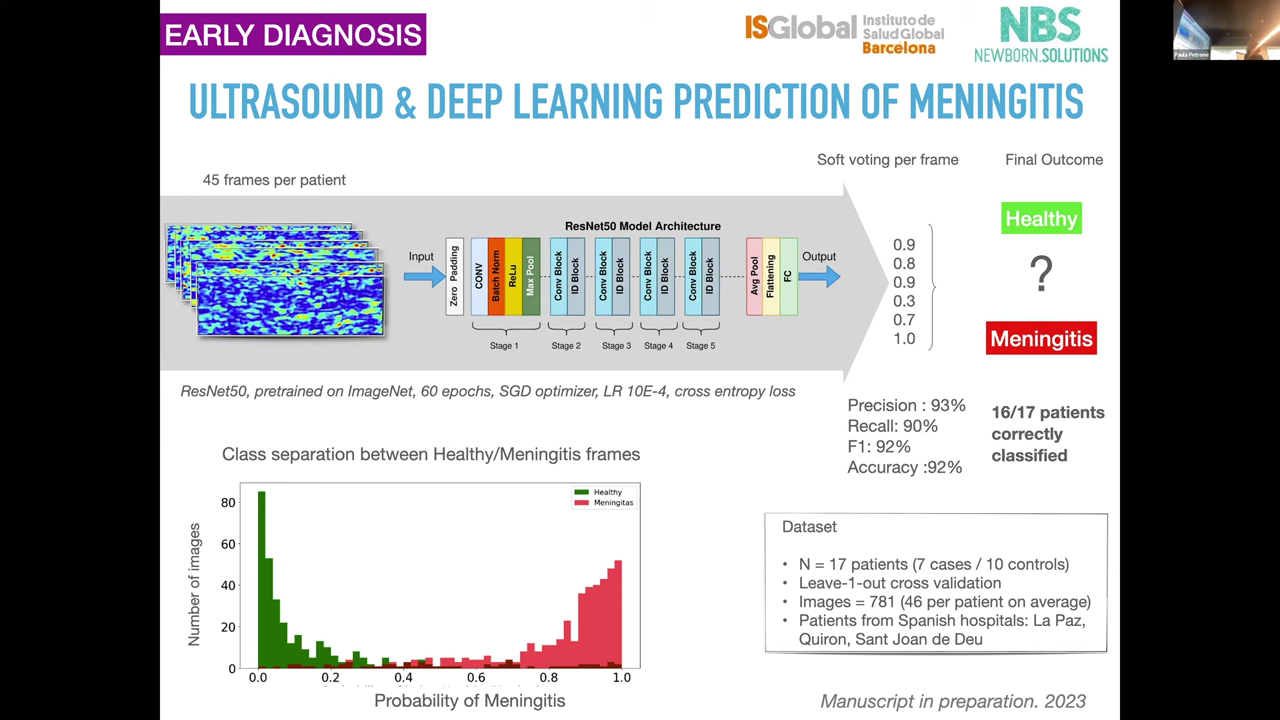 EARLY DIAGNOSIS
ISGlobal Instituto de
Salud Global
Barcelona
NBS
NEWBORN.SOLUTIONS
Paula Petrone
ULTRASOUND & DEEP LEARNING PREDICTION OF MENINGITIS
45 frames per patient
Soft voting per frame
Final Outcome
ResNet50 Model Architecture
Input
Zero Padding
CONV
Batch Norm
ReLu
Max Pool
Conv Block
ID Block
Conv Block
ID Block
Conv Block
ID Block
Conv Block
ID Block
Avg Pool
Flattening
FC
Output
Stage 1
Stage 2
Stage 3
Stage 4
Stage 5
0.9
0.8
0.9
0.3
0.7
1.0
Healthy
?
Meningitis
ResNet50, pretrained on ImageNet, 60 epochs, SGD optimizer, LR 10E-4, cross entropy loss
Precision : 93%
Recall: 90%
F1: 92%
Accuracy :92%
16/17 patients
correctly
classified
Class separation between Healthy/Meningitis frames
Healthy
Meningitas
Number of images
80
60
40
20
0
0.0 0.2 0.4 0.6 0.8 1.0
Probability of Meningitis
Dataset
• N = 17 patients (7 cases / 10 controls)
• Leave-1-out cross validation
• Images = 781 (46 per patient on average)
• Patients from Spanish hospitals: La Paz,
Quiron, Sant Joan de Deu
Manuscript in preparation. 2023